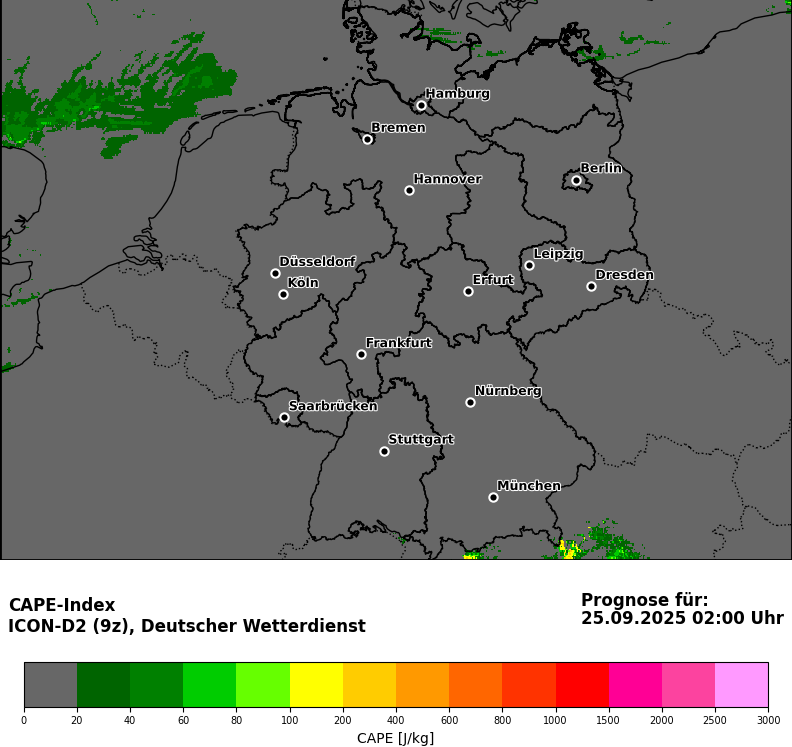 Hamburg
Bremen
Berlin
Hannover
Leipzig
Düsseldorf
Dresden
Köln
Erfurt
Frankfurt
Nürnberg
Saarbrücken
Stuttgart
München
CAPE-Index
ICON-D2 (9z), Deutscher Wetterdienst
Prognose für:
25.09.2025 02:00 Uhr
0 20 40 60 80 100 200 400 600 800 1000 1500 2000 2500 3000
CAPE [J/kg]